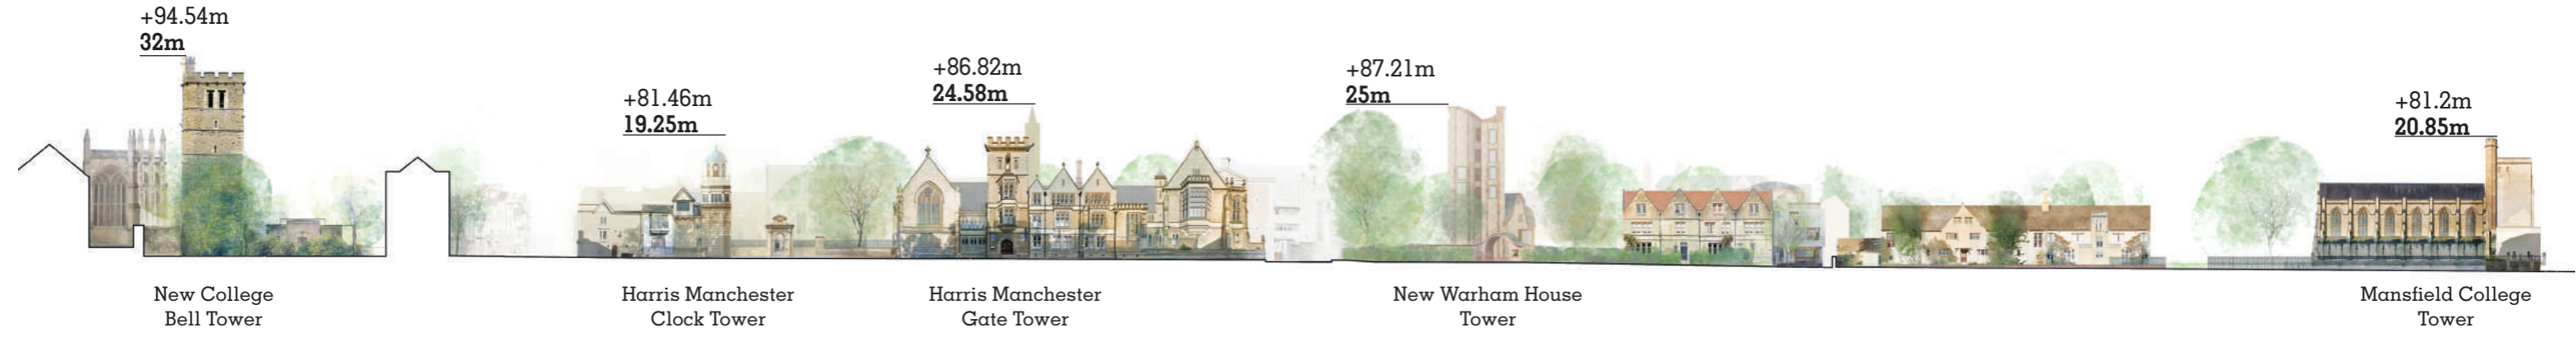 +94.54m
32m
+81.46m
19.25m
+86.82m
24.58m
+87.21m
25m
+81.2m
20.85m
New College
Bell Tower
Harris Manchester
Clock Tower
Harris Manchester
Gate Tower
New Warham House
Tower
Mansfield College
Tower